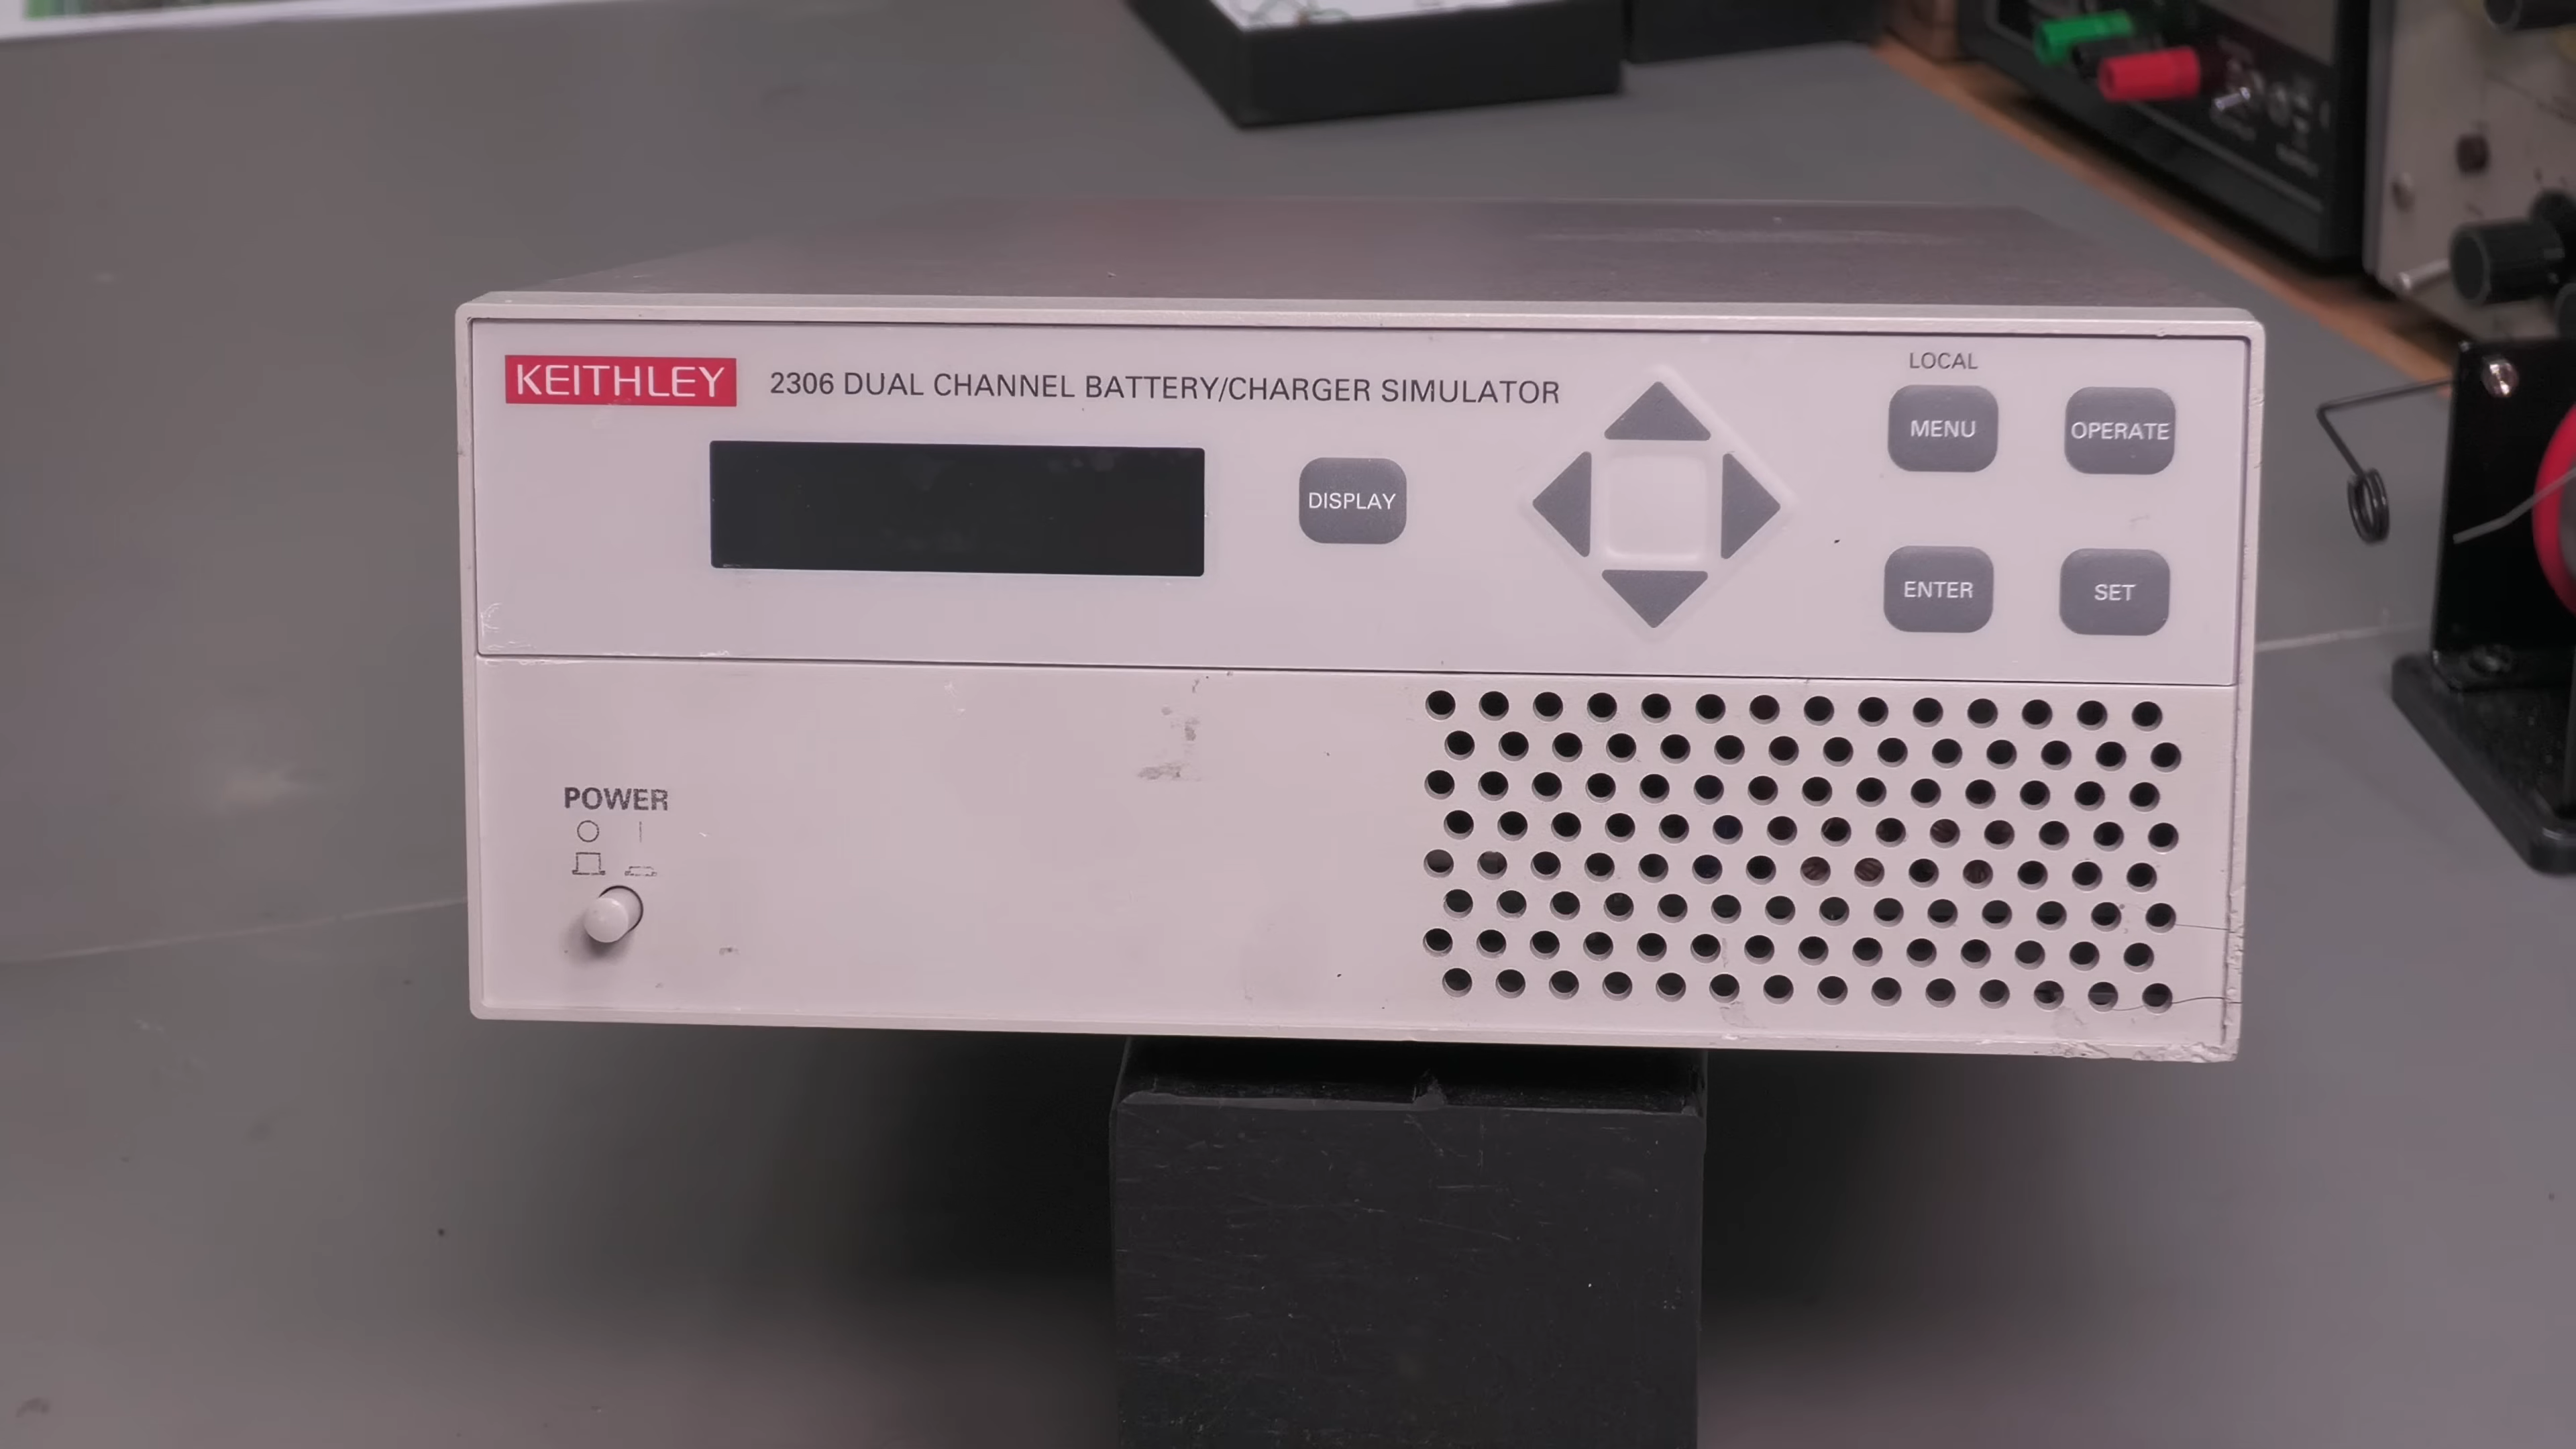 KEITHLEY 2306 DUAL CHANNEL BATTERY/CHARGER SIMULATOR
LOCAL
MENU
OPERATE
DISPLAY
ENTER
SET
POWER